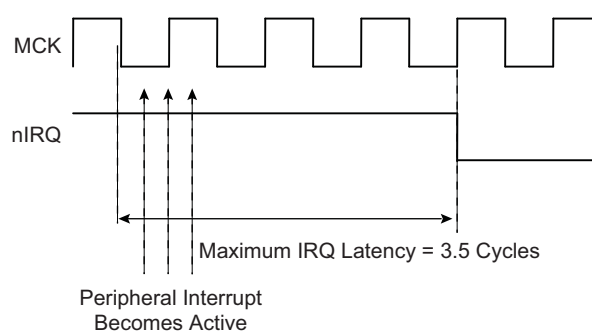 MCK
nIRQ
Maximum IRQ Latency = 3.5 Cycles
Peripheral Interrupt
Becomes Active